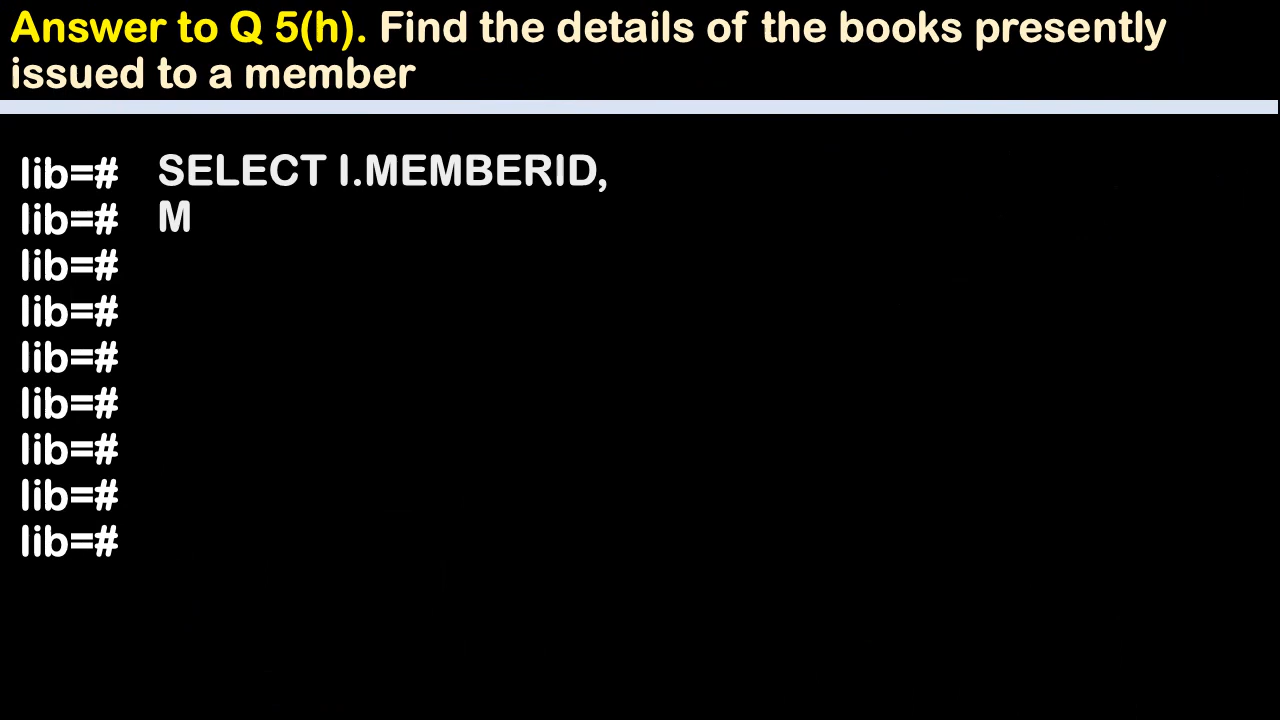 Answer to Q 5(h). Find the details of the books presently
issued to a member
lib=# SELECT I.MEMBERID,
lib=# M
lib=#
lib=#
lib=#
lib=#
lib=#
lib=#
lib=#